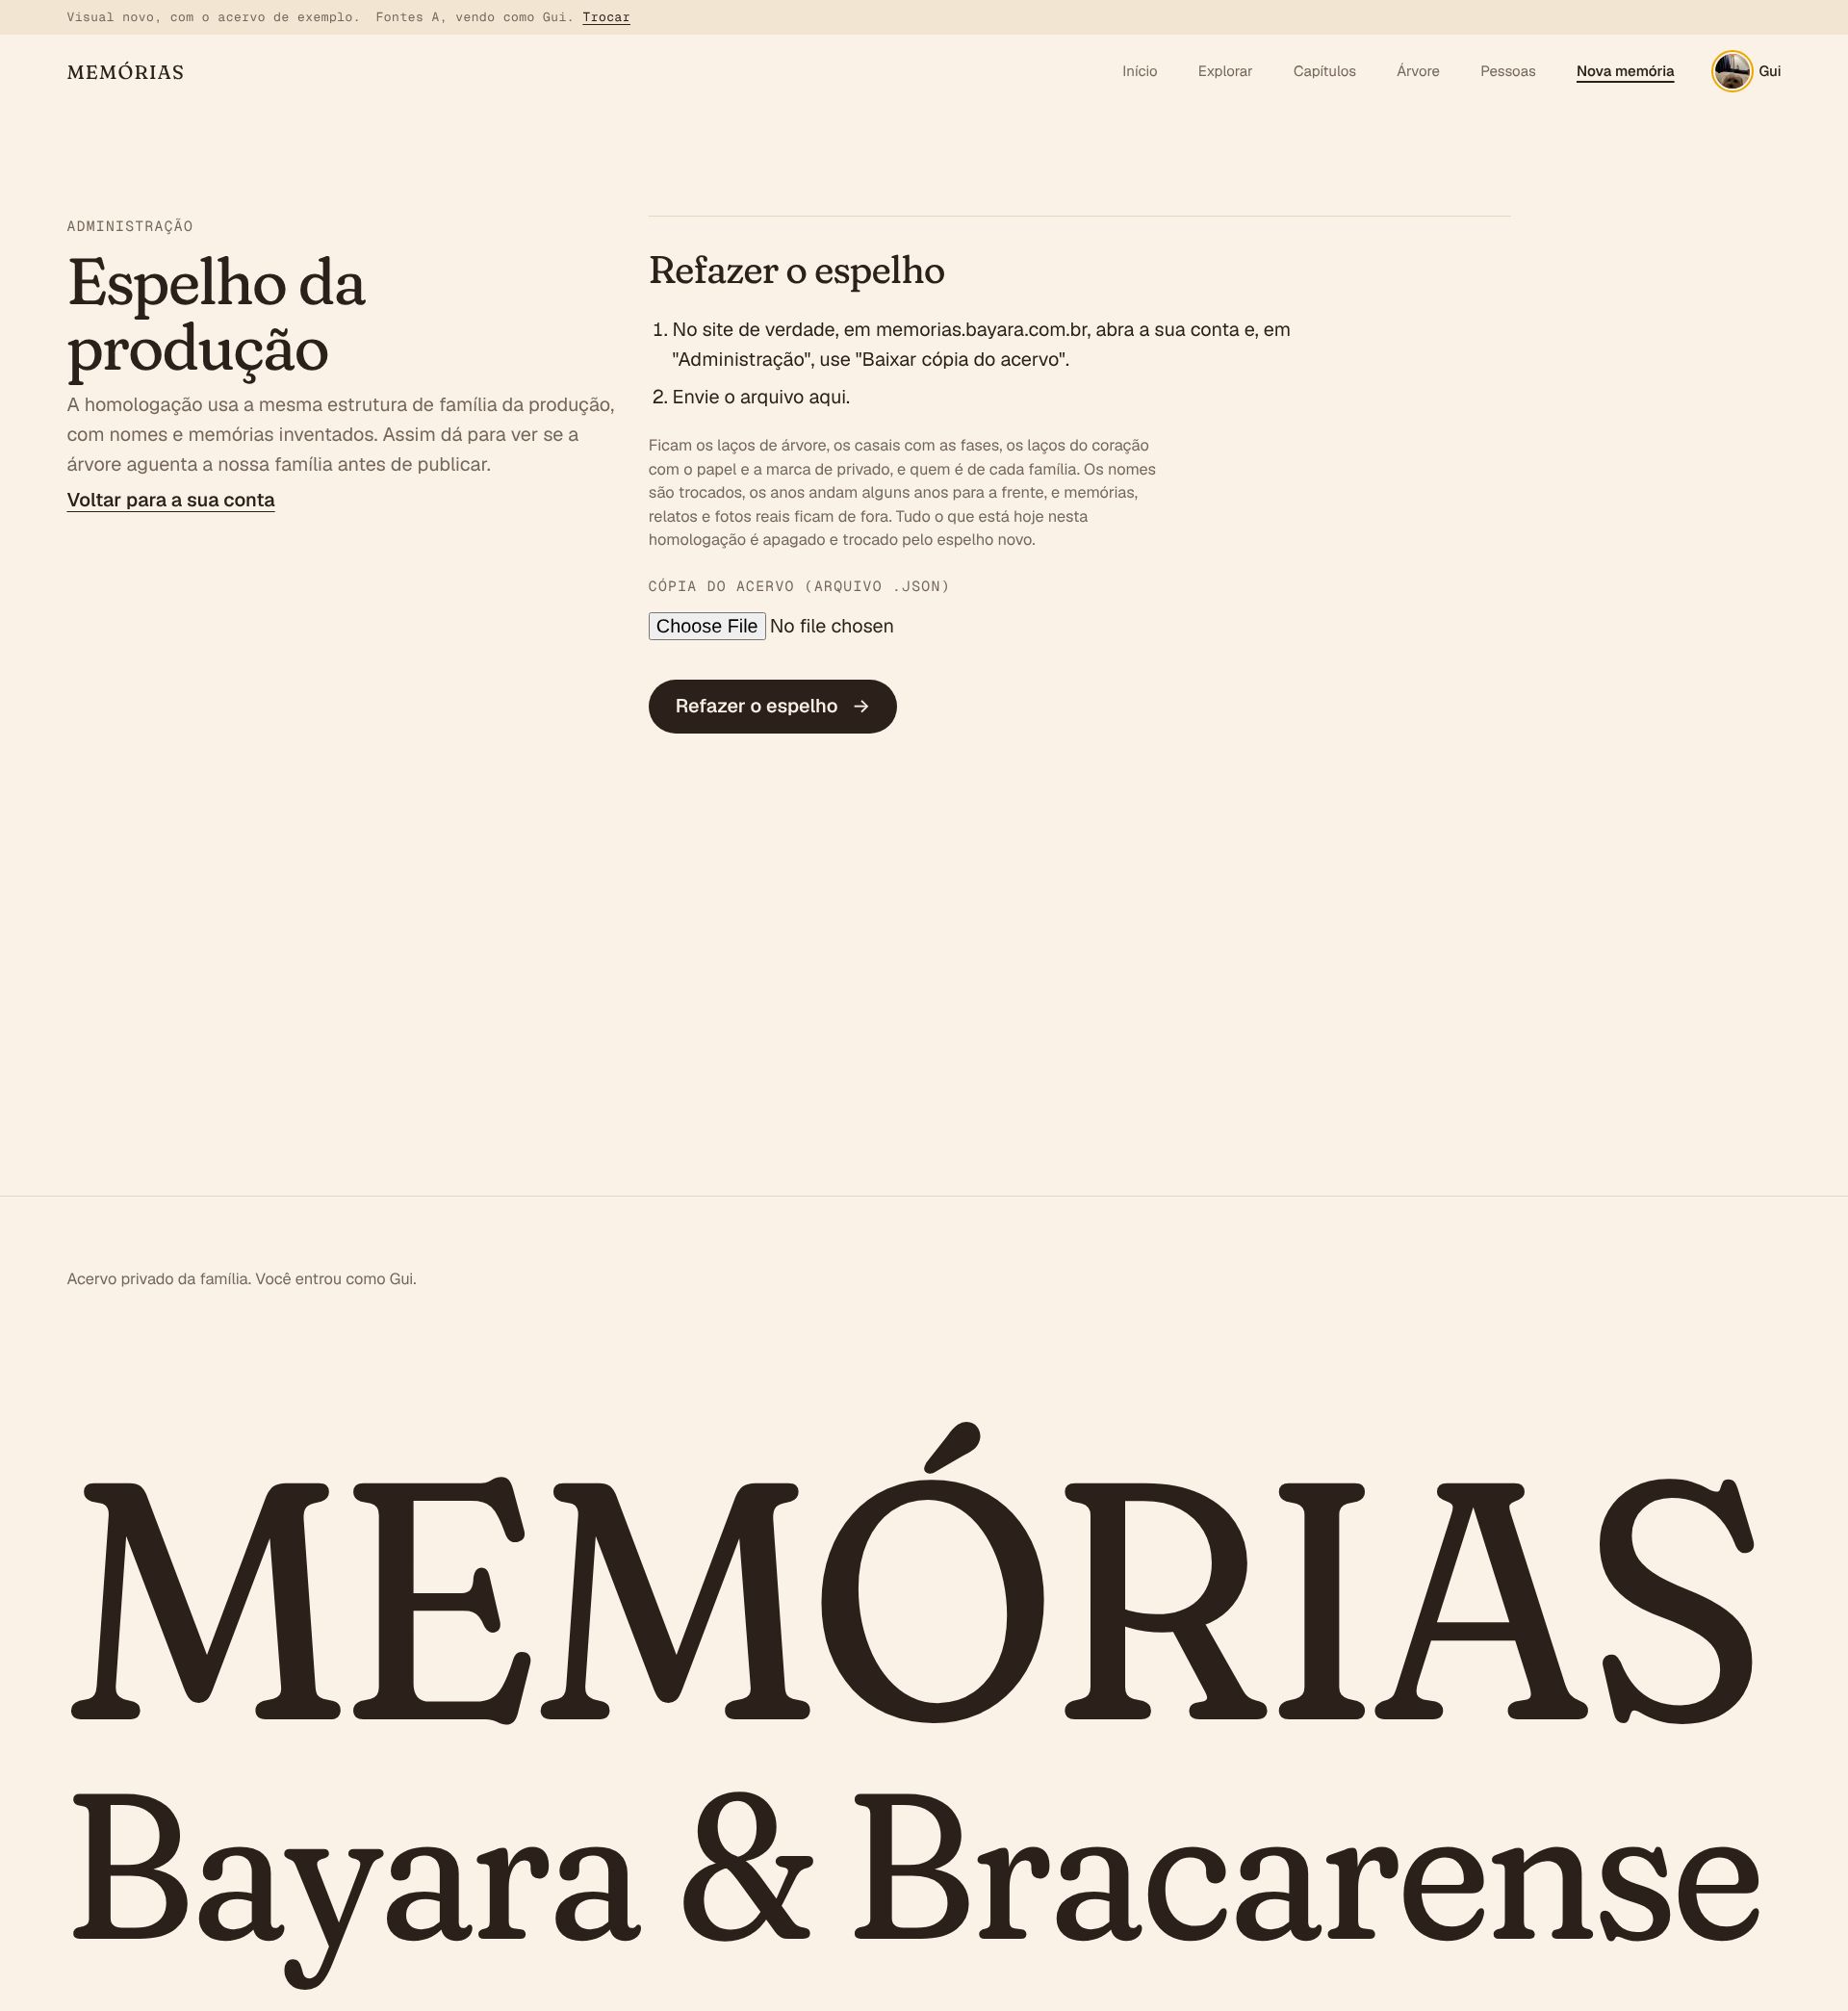 Visual novo, com o acervo de exemplo. Fontes A, vendo como Gui. Trocar
MEMÓRIAS
Início
Explorar
Capítulos
Árvore
Pessoas
Nova memória
Gui
ADMINISTRAÇÃO
Espelho da
produção
A homologação usa a mesma estrutura de família da produção,
com nomes e memórias inventados. Assim dá para ver se a
árvore aguenta a nossa família antes de publicar.
Voltar para a sua conta
Refazer o espelho
1. No site de verdade, em memorias.bayara.com.br, abra a sua conta e, em
"Administração", use "Baixar cópia do acervo".
2. Envie o arquivo aqui.
Ficam os laços de árvore, os casais com as fases, os laços do coração
com o papel e a marca de privado, e quem é de cada família. Os nomes
são trocados, os anos andam alguns anos para a frente, e memórias,
relatos e fotos reais ficam de fora. Tudo o que está hoje nesta
homologação é apagado e trocado pelo espelho novo.
CÓPIA DO ACERVO (ARQUIVO .JSON)
Choose File No file chosen
Refazer o espelho →
Acervo privado da família. Você entrou como Gui.
MEMÓRIAS
Bayara & Bracarense